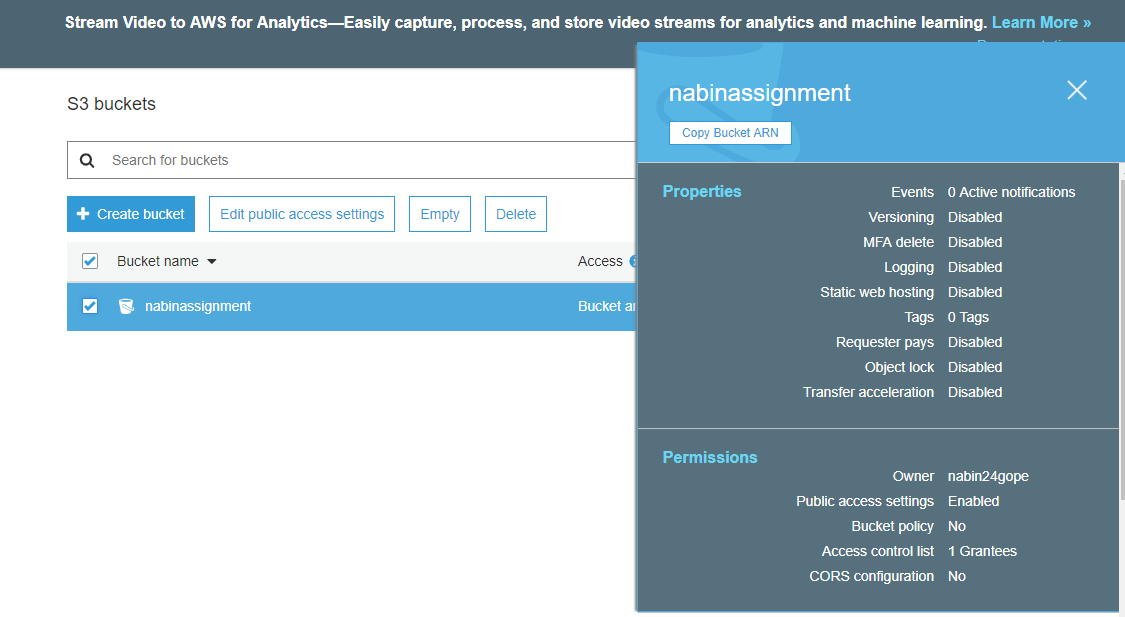 Stream Video to AWS for Analytics—Easily capture, process, and store video streams for analytics and machine learning. Learn More »
S3 buckets
Search for buckets
Create bucket
Edit public access settings
Empty
Delete
Bucket name
Access
nabinassignment
Bucket
nabinassignment
Copy Bucket ARN
Properties
Events 0 Active notifications
Versioning Disabled
MFA delete Disabled
Logging Disabled
Static web hosting Disabled
Tags 0 Tags
Requester pays Disabled
Object lock Disabled
Transfer acceleration Disabled
Permissions
Owner nabin24gope
Public access settings Enabled
Bucket policy No
Access control list 1 Grantees
CORS configuration No